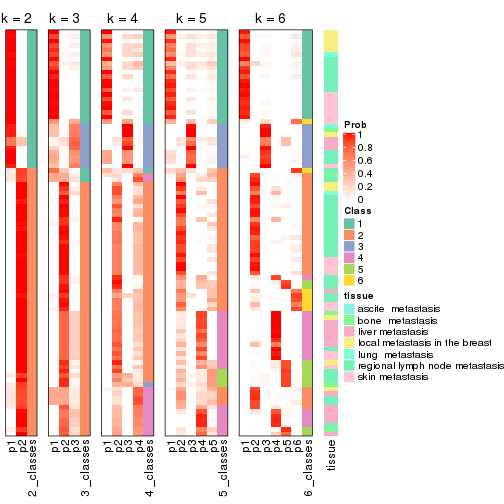 k = 2 k = 3 k = 4 k = 5 k = 6
Prob
1
0.8
0.6
0.4
0.2
0
Class
1
2
3
4
5
6
tissue
ascite metastasis
bone metastasis
liver metastasis
local metastasis in the breast
lung metastasis
regional lymph node metastasis
skin metastasis
p1 p2 2_classes p1 p2 p3 3_classes p1 p2 p3 p4 4_classes p1 p2 p3 p4 p5 5_classes p1 p2 p3 p4 p5 p6 6_classes tissue